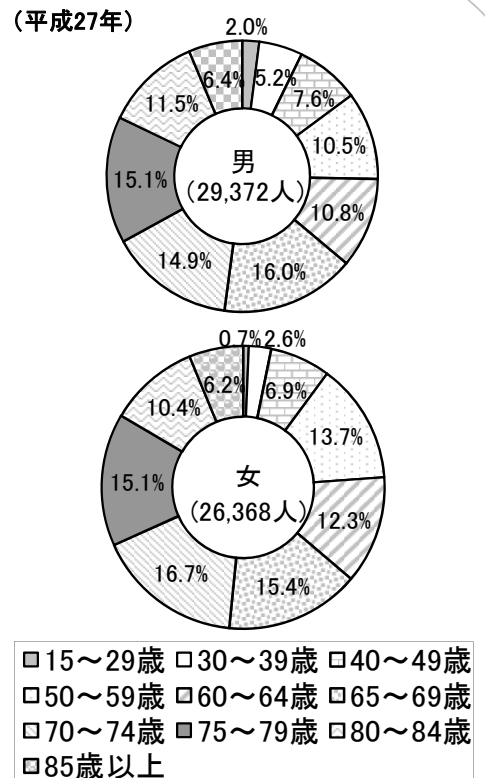 (平成27年)
2.0%
5.2%
7.6%
10.5%
10.8%
16.0%
14.9%
15.1%
11.5%
6.4%
男
(29,372人)
0.7%
2.6%
6.9%
13.7%
12.3%
15.4%
16.7%
15.1%
10.4%
6.2%
女
(26,368人)
15～29歳 30～39歳 40～49歳
50～59歳 60～64歳 65～69歳
70～74歳 75～79歳 80～84歳
85歳以上